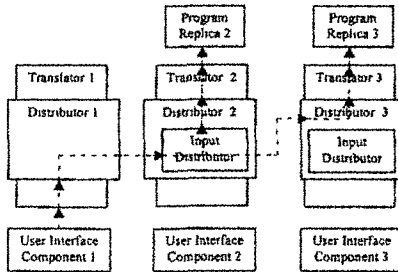 Program
Replica 2
Program
Replica 3
Translator 1
Translator 2
Translator 3
Distributor 1
Distributor 2
Distributor 3
Input
Distributor
Input
Distributor
User Interface
Component 1
User Interface
Component 2
User Interface
Component 3